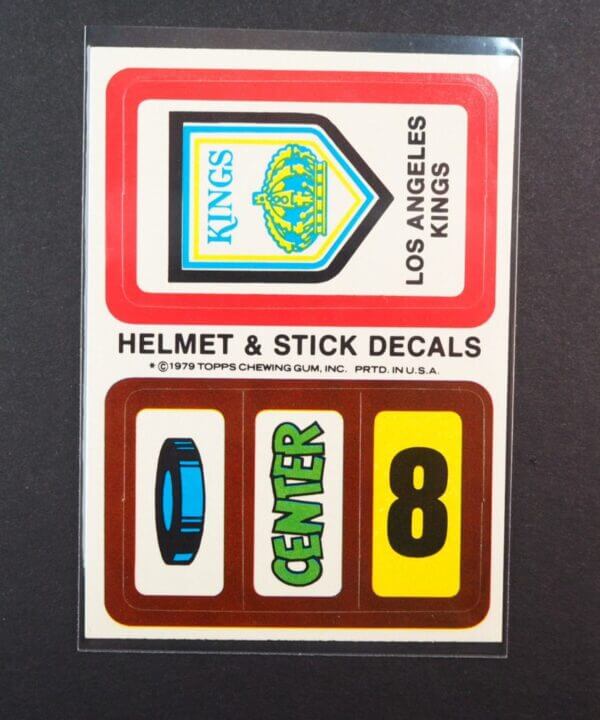 KINGS
LOS ANGELES
KINGS
HELMET & STICK DECALS
* ©1979 TOPPS CHEWING GUM, INC. PRTD. IN U.S.A.
CENTER
8